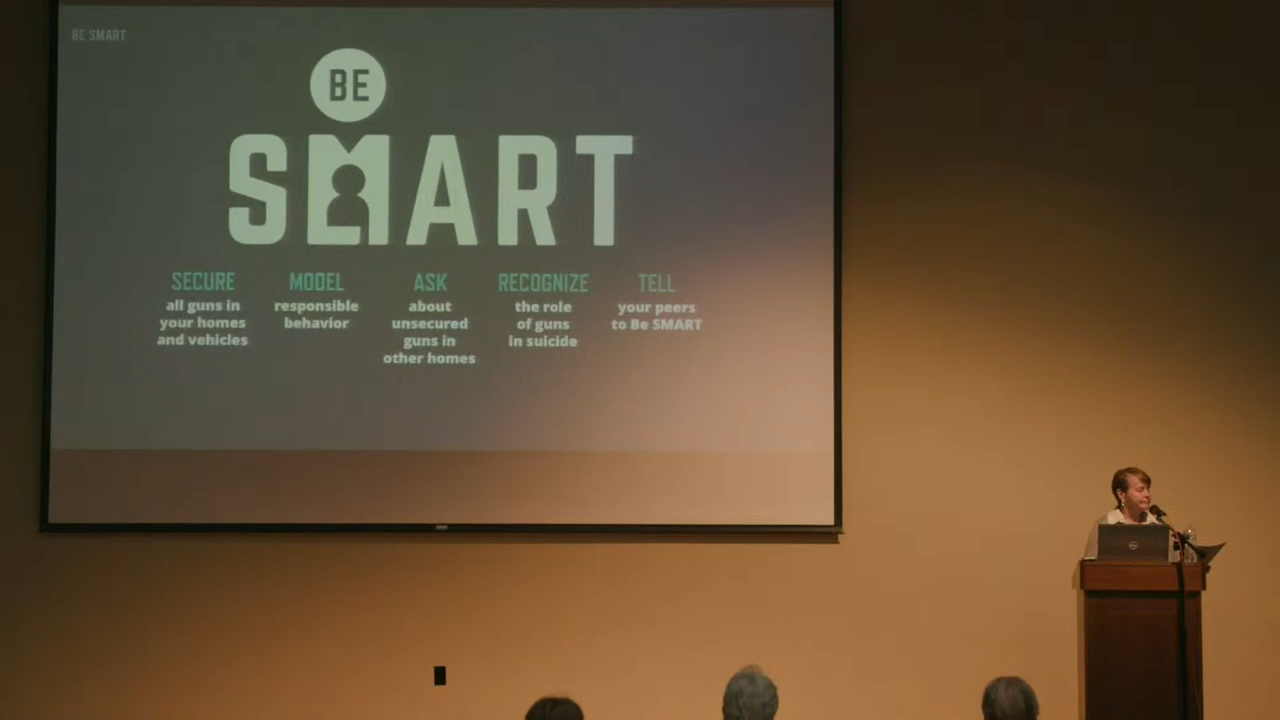 BE SMART
BE
SMART
SECURE
all guns in
your homes
and vehicles
MODEL
responsible
behavior
ASK
about
unsecured
guns in
other homes
RECOGNIZE
the role
of guns
in suicide
TELL
your peers
to Be SMART